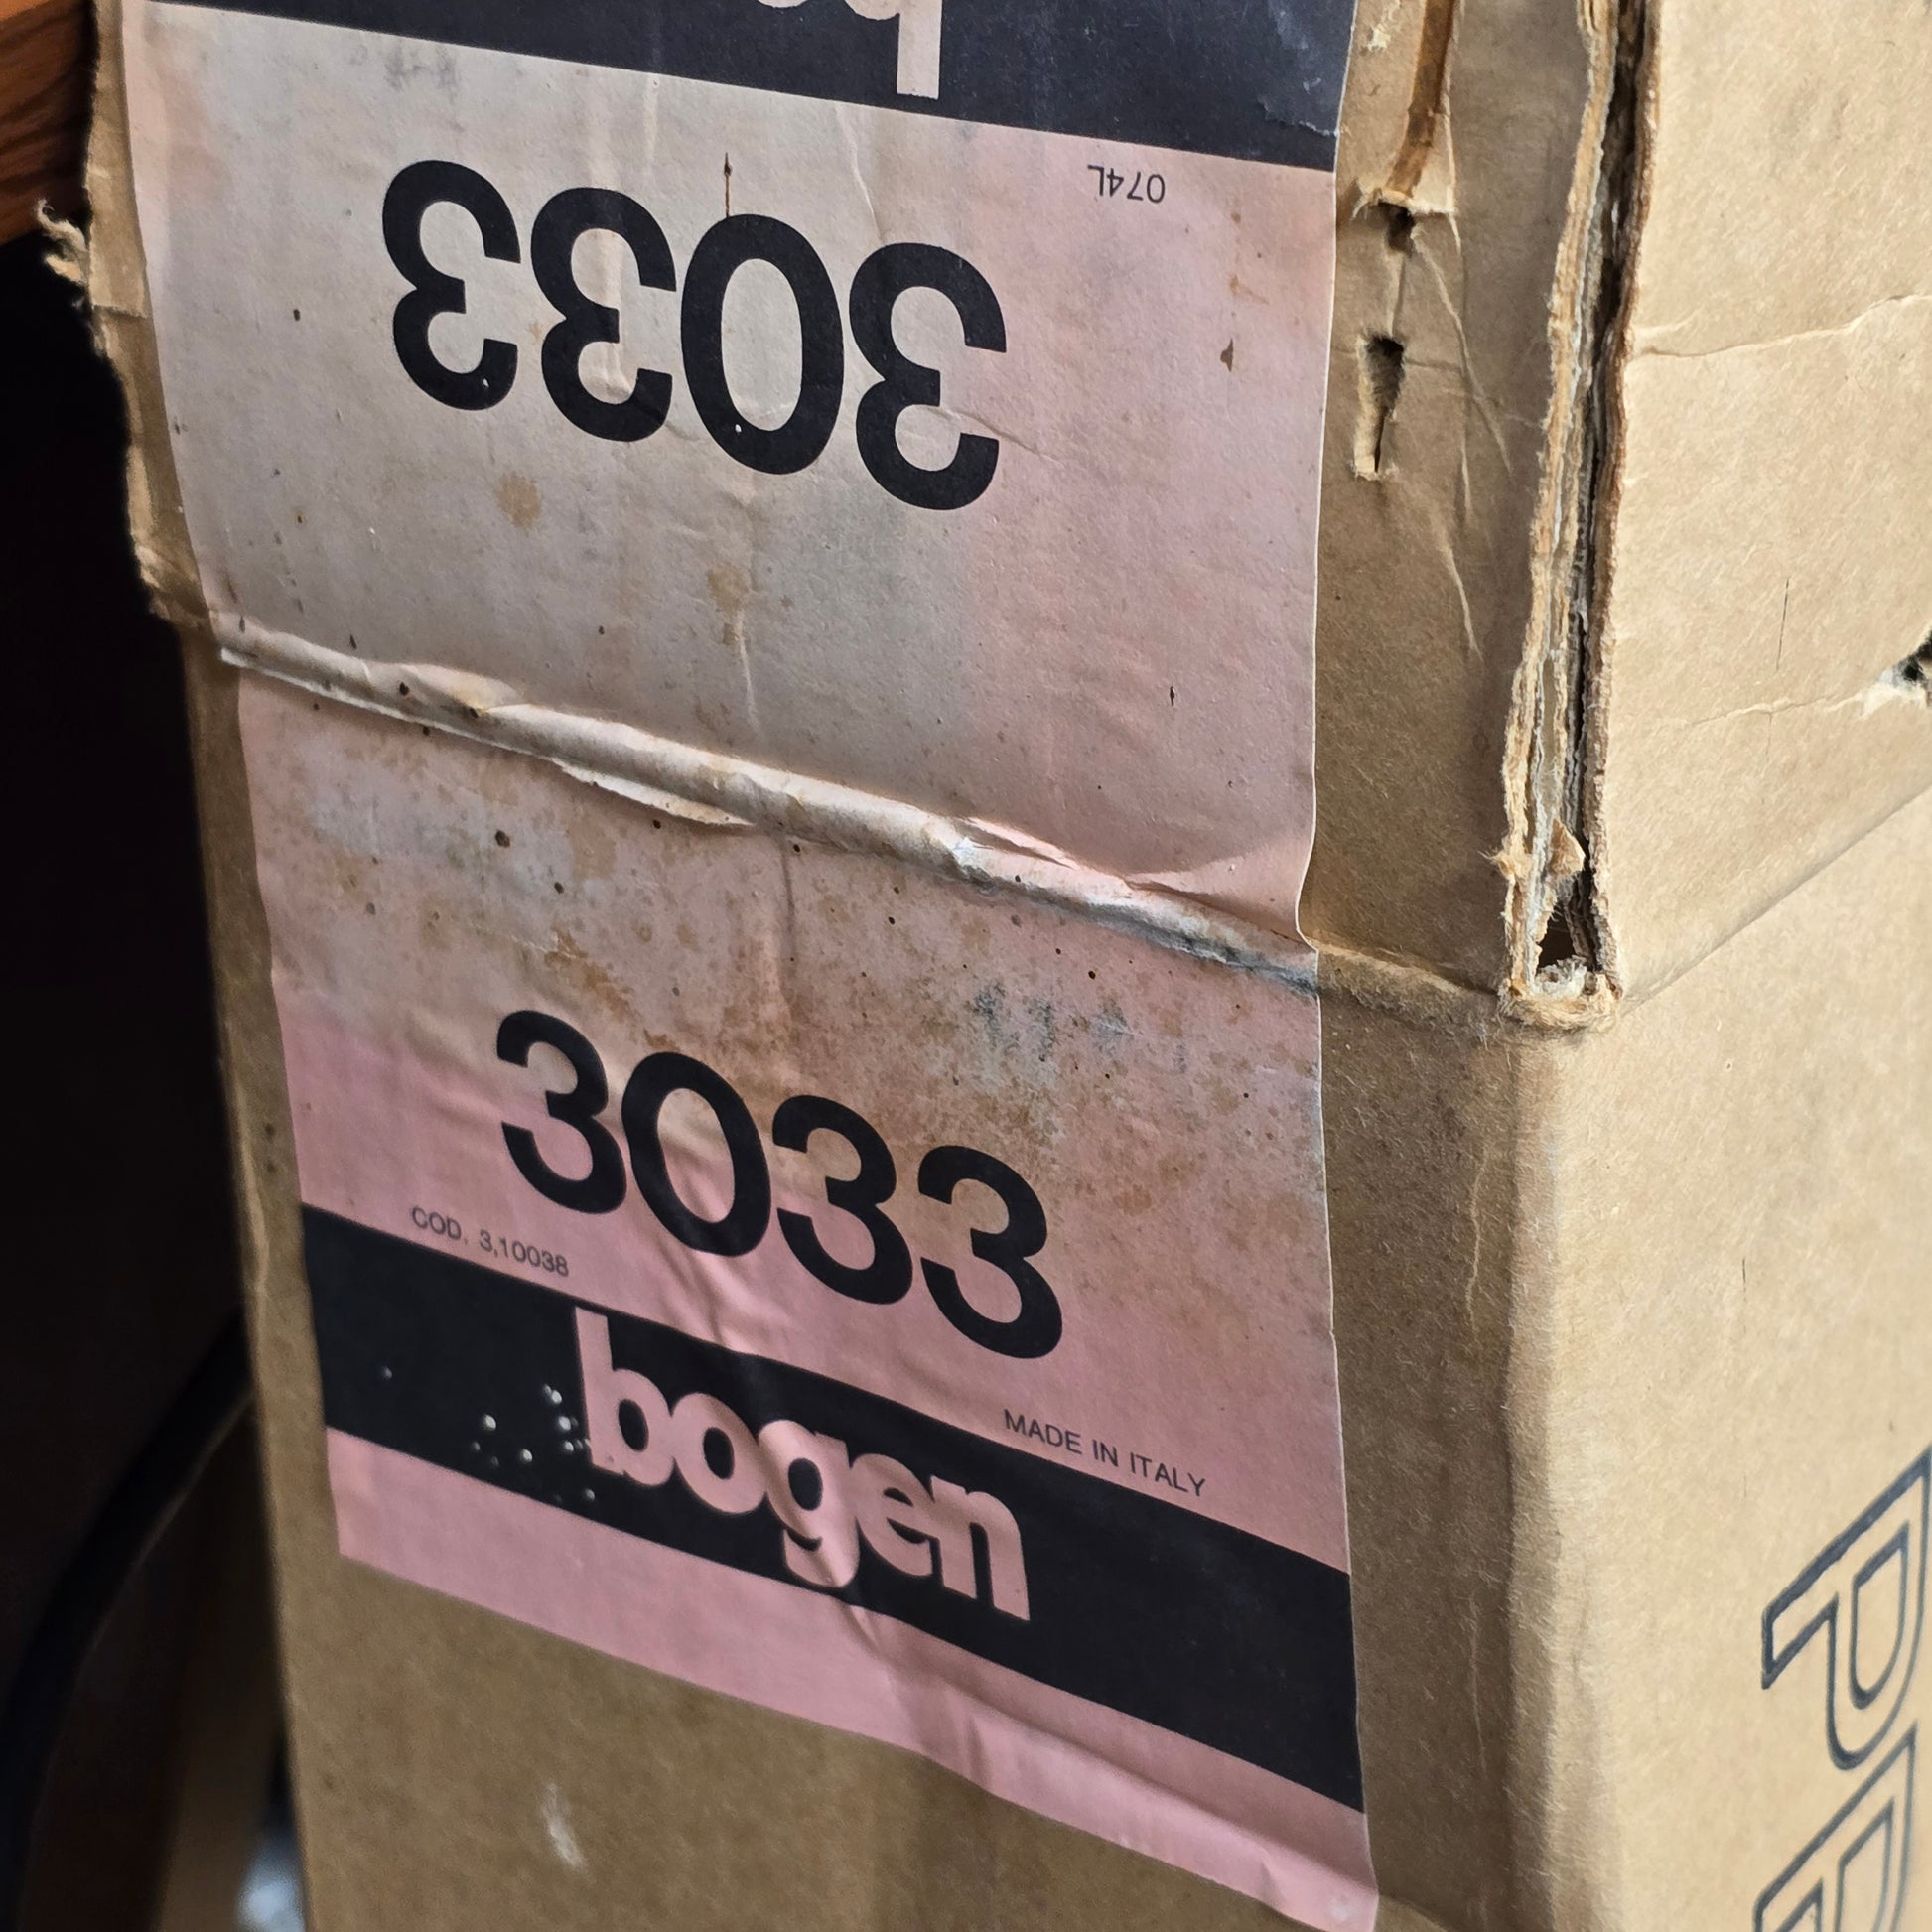 074L
3033
3033
COD. 3,10038
MADE IN ITALY
bogen